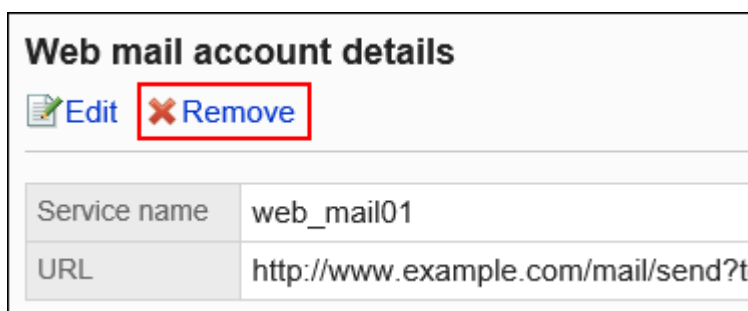 Web mail account details
Edit Remove
Service name web_mail01
URL http://www.example.com/mail/send?t